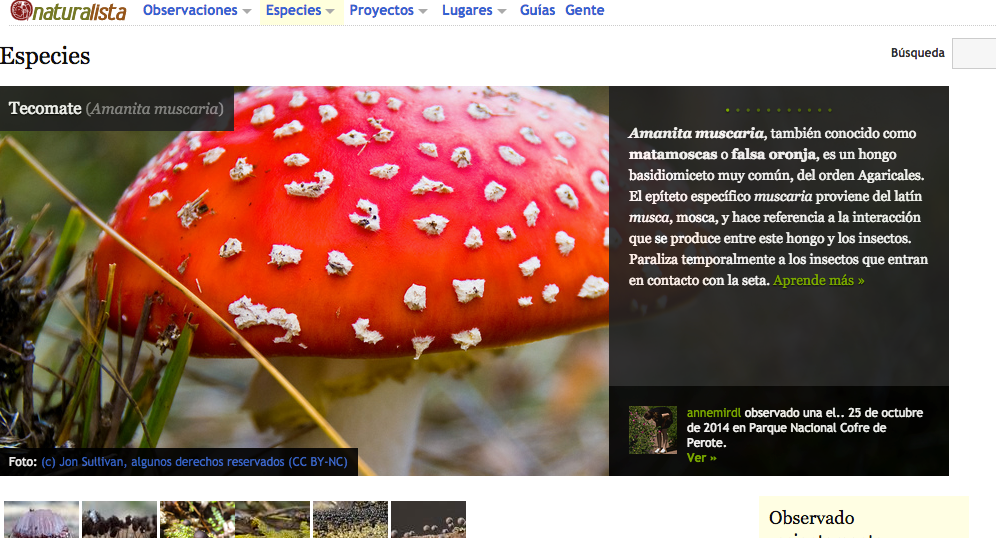 naturalista Observaciones Especies Proyectos Lugares Guías Gente
Especies
Búsqueda
Tecomate (Amanita muscaria)
Amanita muscaria, también conocido como
matamoscas o falsa oronja, es un hongo
basidiomiceto muy común, del orden Agaricales.
El epíteto específico muscaria proviene del latín
musca, mosca, y hace referencia a la interacción
que se produce entre este hongo y los insectos.
Paraliza temporalmente a los insectos que entran
en contacto con la seta. Aprende más »
annemirdl observado una el.. 25 de octubre
de 2014 en Parque Nacional Cofre de
Perote.
Ver »
Foto: (c) Jon Sullivan, algunos derechos reservados (CC BY-NC)
Observado